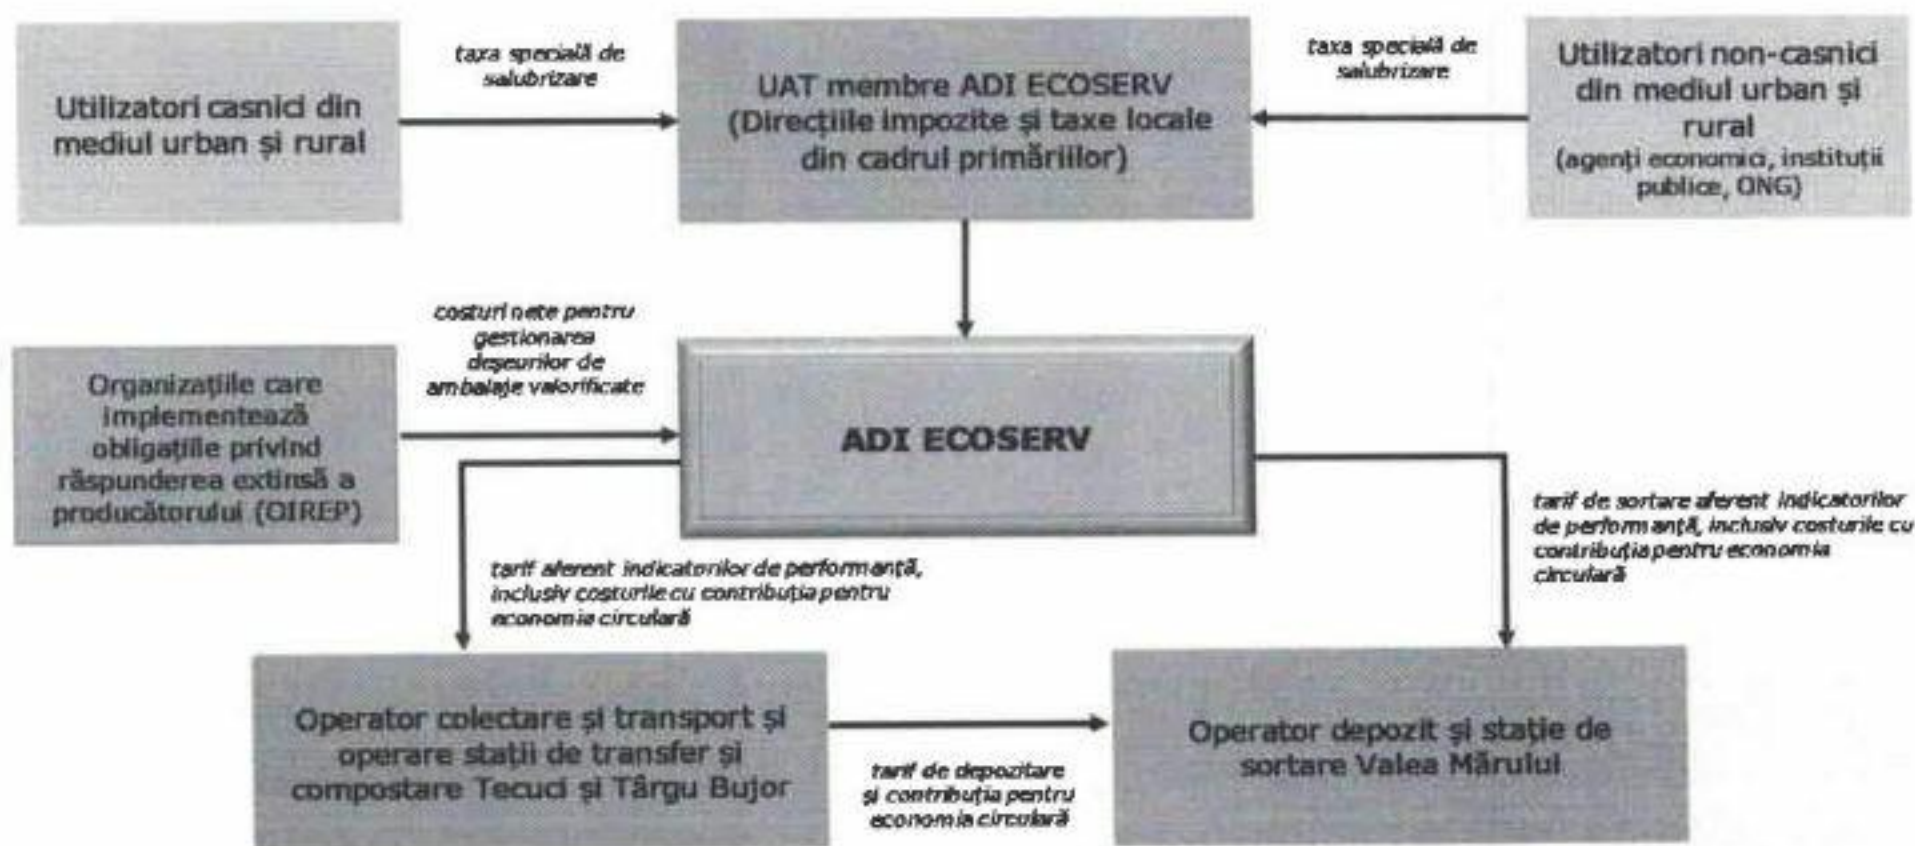 Utilizatori casnici din
mediul urban și rural
taxa specială de
salubrizare
UAT membre ADI ECOSERV
(Direcțiile impozite și taxe locale
din cadrul primăriilor)
taxa specială de
salubrizare
Utilizatori non-casnici
din mediul urban și
rural
(agenți economici, instituții
publice, ONG)
costuri nete pentru
gestionarea
deșeurilor de
ambalaje valorificate
Organizațiile care
implementează
obligațiile privind
răspunderea extinsă a
producătorului (OIREP)
ADI ECOSERV
tarif aferent indicatorilor de performanță,
inclusiv costurile cu contribuția pentru
economia circulară
tarif de sortare aferent indicatorilor
de performanță, inclusiv costurile cu
contribuția pentru economia
circulară
Operator colectare și transport și
operare stații de transfer și
compostare Tecuci și Târgu Bujor
tarif de depozitare
și contribuția pentru
economia circulară
Operator depozit și stație de
sortare Valea Mărului